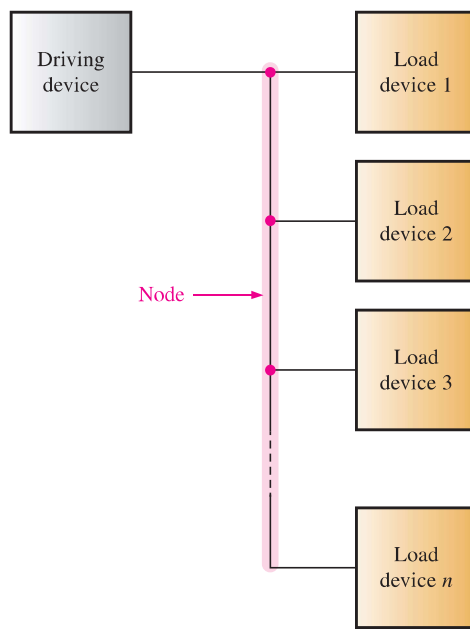 Driving
device
Load
device 1
Load
device 2
Node
Load
device 3
Load
device n